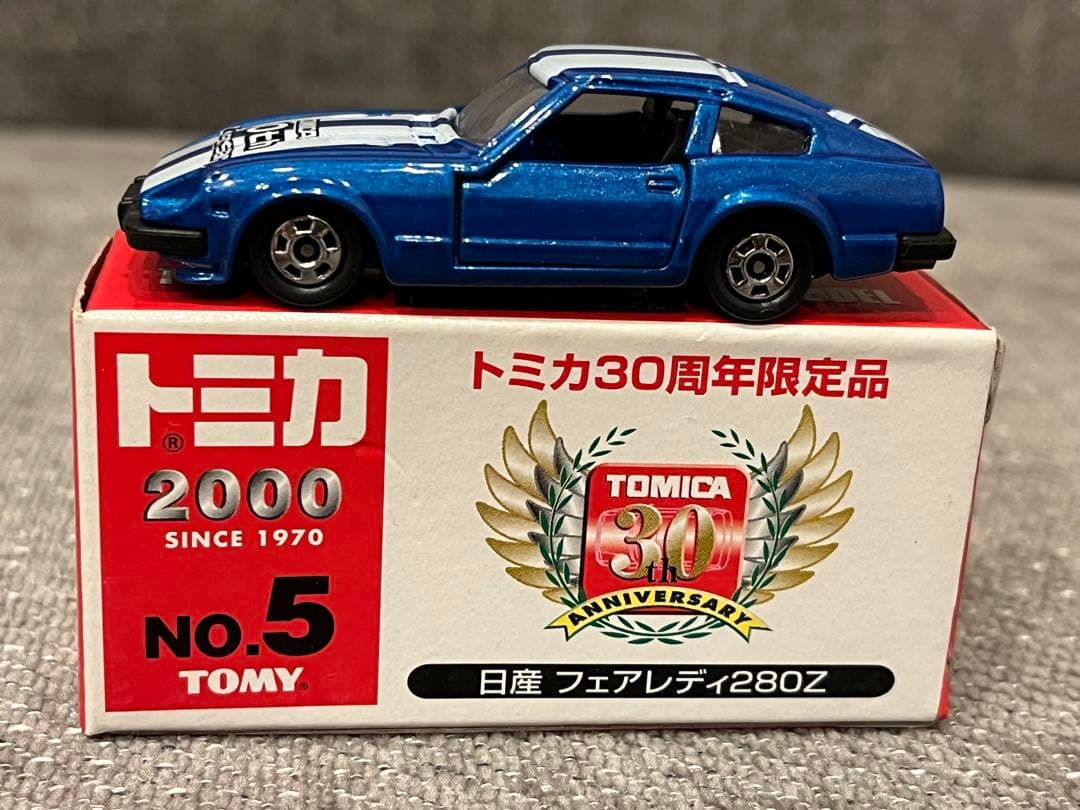 トミカ®
2000
SINCE 1970
NO.5
TOMY®
トミカ30周年限定品
TOMICA
30th
ANNIVERSARY
日産 フェアレディ280Z